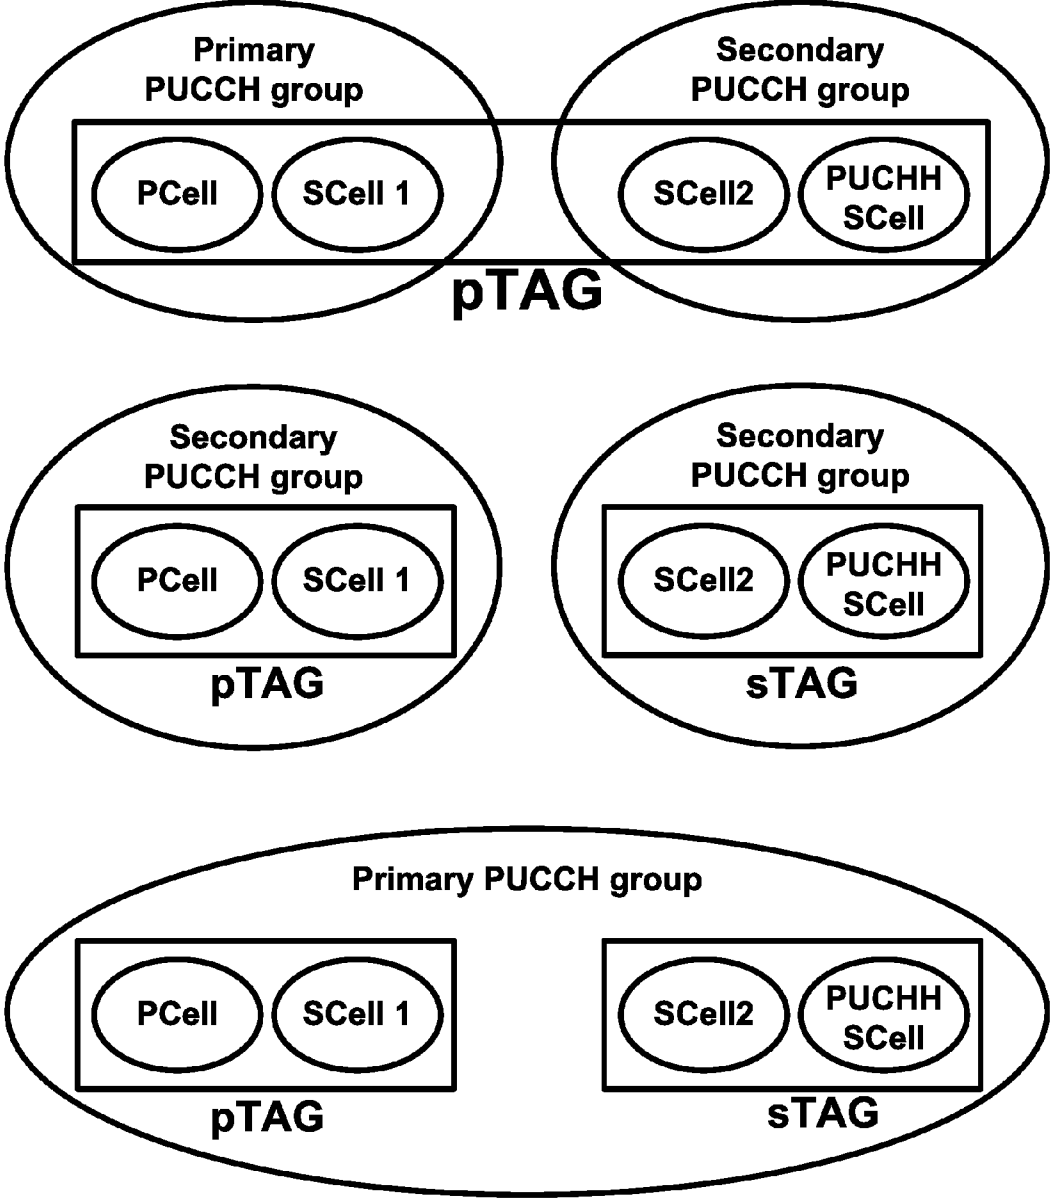 Primary
PUCCH group
Secondary
PUCCH group
PCell
SCell 1
SCell2
PUCHH
SCell
pTAG
Secondary
PUCCH group
Secondary
PUCCH group
PCell
SCell 1
SCell2
PUCHH
SCell
pTAG
sTAG
Primary PUCCH group
PCell
SCell 1
SCell2
PUCHH
SCell
pTAG
sTAG